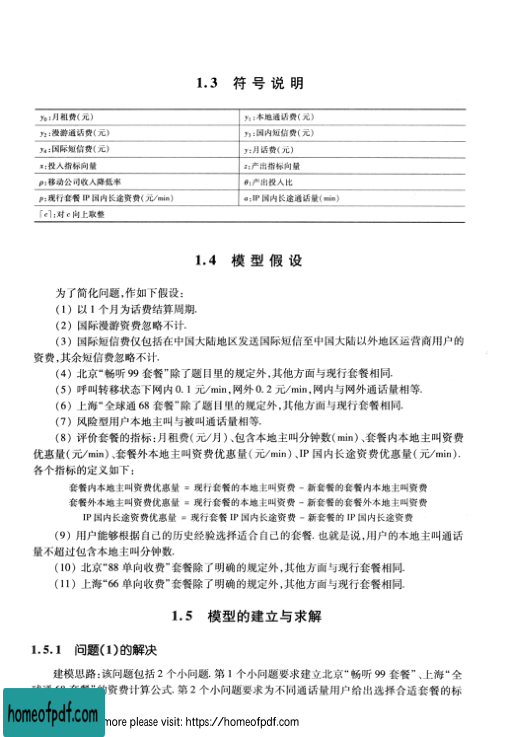 1.3 符号说明
y₀:月租费(元) y₁:本地通话费(元)
y₂:漫游通话费(元) y₃:国内短信费(元)
y₄:国际短信费(元) y:月话费(元)
x:投入指标向量 z:产出指标向量
ρ:移动公司收入降低率 θ:产出投入比
p:现行套餐 IP 国内长途资费(元/min) α:IP 国内长途通话量(min)
⌈c⌉:对 c 向上取整
1.4 模型假设
为了简化问题,作如下假设:
(1) 以 1 个月为话费结算周期.
(2) 国际漫游资费忽略不计.
(3) 国际短信费仅包括在中国大陆地区发送国际短信至中国大陆以外地区运营商用户的
资费,其余短信费忽略不计.
(4) 北京“畅听 99 套餐”除了题目里的规定外,其他方面与现行套餐相同.
(5) 呼叫转移状态下网内 0.1 元/min,网外 0.2 元/min,网内与网外通话量相等.
(6) 上海“全球通 68 套餐”除了题目里的规定外,其他方面与现行套餐相同.
(7) 风险型用户本地主叫与被叫通话量相等.
(8) 评价套餐的指标:月租费(元/月)、包含本地主叫分钟数(min)、套餐内本地主叫资费
优惠量(元/min)、套餐外本地主叫资费优惠量(元/min)、IP 国内长途资费优惠量(元/min).
各个指标的定义如下:
套餐内本地主叫资费优惠量 = 现行套餐的本地主叫资费 - 新套餐的套餐内本地主叫资费
套餐外本地主叫资费优惠量 = 现行套餐的本地主叫资费 - 新套餐的套餐外本地主叫资费
IP 国内长途资费优惠量 = 现行套餐 IP 国内长途资费 - 新套餐的 IP 国内长途资费
(9) 用户能够根据自己的历史经验选择适合自己的套餐. 也就是说,用户的本地主叫通话
量不超过包含本地主叫分钟数.
(10) 北京“88 单向收费”套餐除了明确的规定外,其他方面与现行套餐相同.
(11) 上海“66 单向收费”套餐除了明确的规定外,其他方面与现行套餐相同.
1.5 模型的建立与求解
1.5.1 问题(1)的解决
建模思路:该问题包括 2 个小问题. 第 1 个小问题要求建立北京“畅听 99 套餐”、上海“全
资费计算公式. 第 2 个小问题要求为不同通话量用户给出选择合适套餐的标
homeofpdf.com
more please visit: https://homeofpdf.com